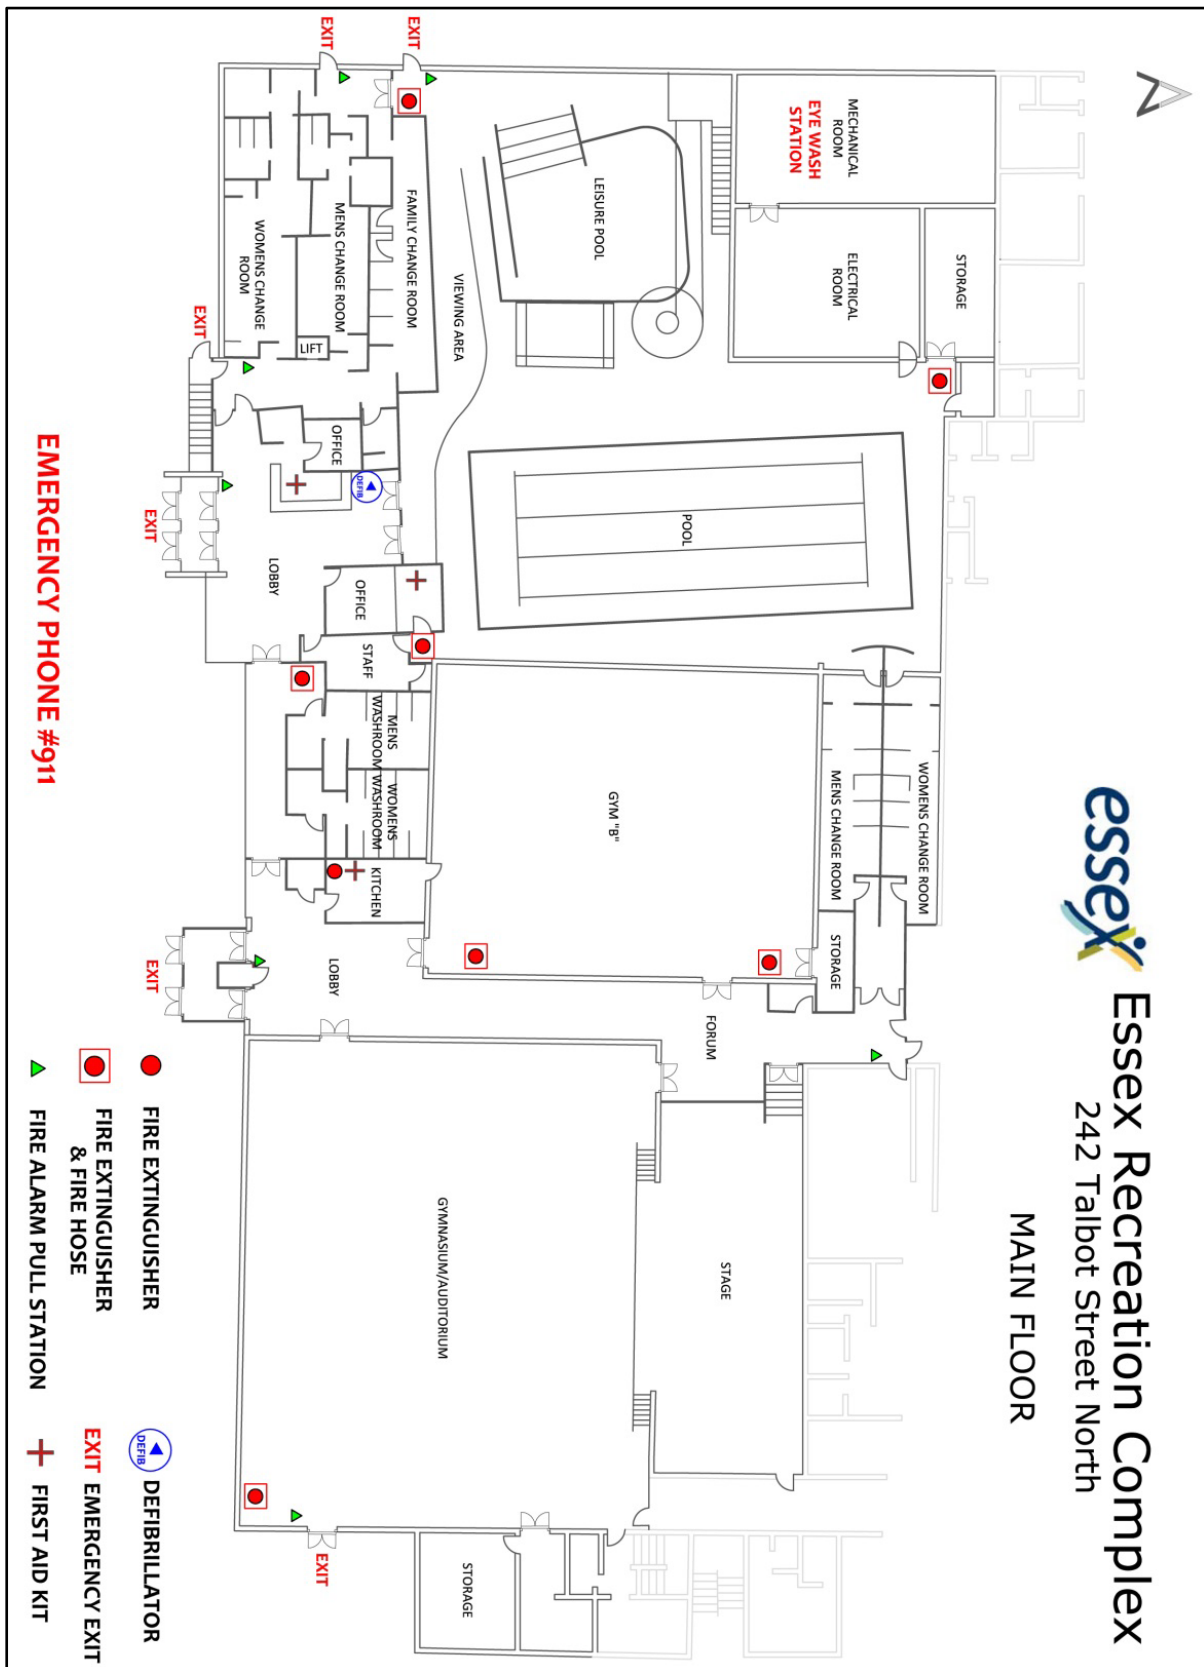 essex
Essex Recreation Complex
242 Talbot Street North
MAIN FLOOR
MECHANICAL
ROOM
EYE WASH
STATION
STORAGE
ELECTRICAL
ROOM
LEISURE POOL
VIEWING AREA
POOL
FAMILY CHANGE ROOM
MENS CHANGE ROOM
WOMENS CHANGE
ROOM
LIFT
EXIT
EXIT
EXIT
EXIT
OFFICE
DEFIB
LOBBY
OFFICE
STAFF
MENS
WASHROOM
WOMENS
WASHROOM
KITCHEN
GYM "B"
WOMENS CHANGE ROOM
MENS CHANGE ROOM
STORAGE
FORUM
LOBBY
EXIT
STAGE
GYMNASIUM/AUDITORIUM
STORAGE
EXIT
EMERGENCY PHONE #911
FIRE EXTINGUISHER
FIRE EXTINGUISHER
& FIRE HOSE
FIRE ALARM PULL STATION
DEFIB
DEFIBRILLATOR
EXIT EMERGENCY EXIT
FIRST AID KIT